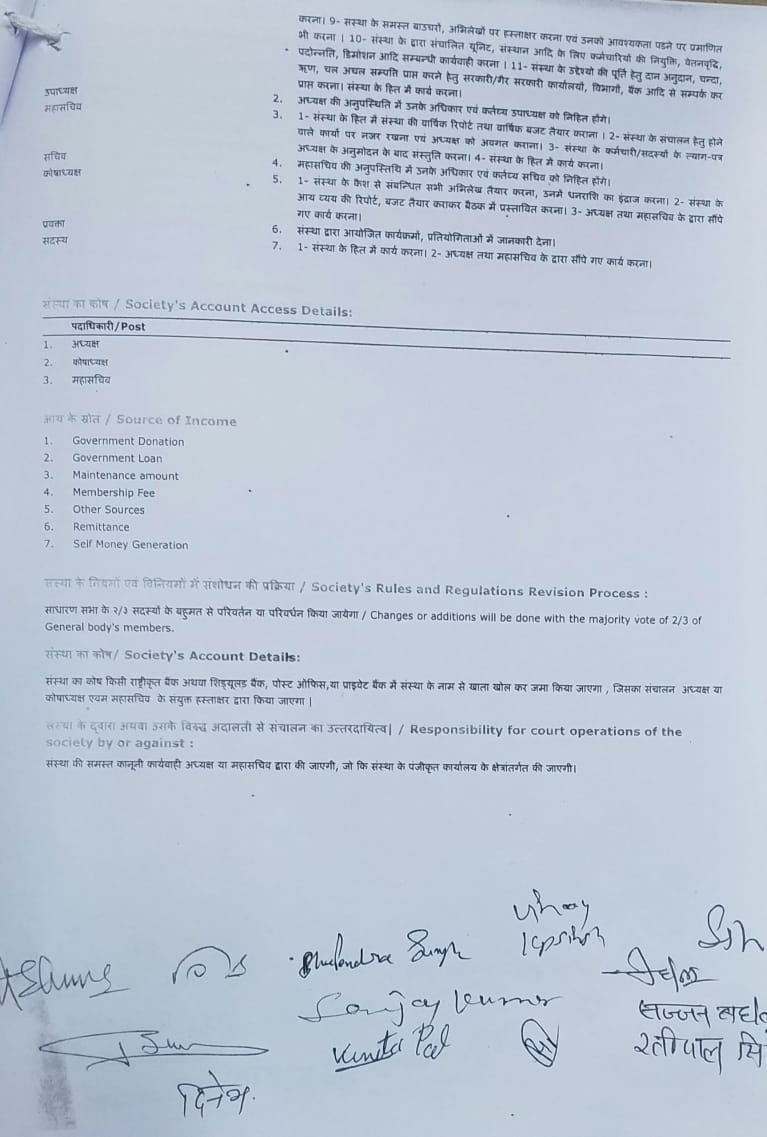 करना। 9- संस्था के समस्त बाउचरो, अभिलेखों पर हस्ताक्षर करना एवं उनको आवश्यकता पडने पर प्रमाणित
भी करना । 10- संस्था के द्वारा संचालित यूनिट, संस्थान आदि के लिए कर्मचारियों की नियुक्ति, वेतनवृद्धि,
पदोन्नति, डिमोशन आदि सम्बन्धी कार्यवाही करना । 11- संस्था के उद्देश्यों की पूर्ति हेतु दान अनुदान, चन्दा,
ऋण, चल अचल सम्पत्ति प्राप्त करने हेतु सरकारी/गैर सरकारी कार्यालयो, विभागों, बैंक आदि से सम्पर्क कर
प्राप्त करना। संस्था के हित में कार्य करना।
उपाध्यक्ष 2. अध्यक्ष की अनुपस्थिति में उनके अधिकार एवं कर्तव्य उपाध्यक्ष को निहित होंगे।
महासचिव 3. 1- संस्था के हित में संस्था की वार्षिक रिपोर्ट तथा वार्षिक बजट तैयार कराना । 2- संस्था के संचालन हेतु होने
वाले कार्यो पर नजर रखना एवं अध्यक्ष को अवगत कराना। 3- संस्था के कर्मचारी/सदस्यों के त्याग-पत्र
अध्यक्ष के अनुमोदन के बाद संस्तुति करना। 4- संस्था के हित में कार्य करना।
सचिव 4. महासचिव की अनुपस्तिथि में उनके अधिकार एवं कर्तव्य सचिव को निहित होंगे।
कोषाध्यक्ष 5. 1- संस्था के कैश से संबन्धित सभी अभिलेख तैयार करना, उनमें धनराशि का इंद्राज करना। 2- संस्था के
आय व्यय की रिपोर्ट, बजट तैयार कराकर बैठक में प्रस्तावित करना। 3- अध्यक्ष तथा महासचिव के द्वारा सौंपे
गए कार्य करना।
प्रवक्ता 6. संस्था द्वारा आयोजित कार्यक्रमों, प्रतियोगिताओं में जानकारी देना।
सदस्य 7. 1- संस्था के हित में कार्य करना। 2- अध्यक्ष तथा महासचिव के द्वारा सौंपे गए कार्य करना।
संस्था का कोष / Society's Account Access Details:
पदाधिकारी/Post
1. अध्यक्ष
2. कोषाध्यक्ष
3. महासचिव
आय के स्रोत / Source of Income
1. Government Donation
2. Government Loan
3. Maintenance amount
4. Membership Fee
5. Other Sources
6. Remittance
7. Self Money Generation
संस्था के नियमों एवं विनियमों में संशोधन की प्रक्रिया / Society's Rules and Regulations Revision Process :
साधारण सभा के २/३ सदस्यों के बहुमत से परिवर्तन या परिवर्धन किया जायेगा / Changes or additions will be done with the majority vote of 2/3 of
General body's members.
संस्था का कोष/ Society's Account Details:
संस्था का कोष किसी राष्ट्रीकृत बैंक अथवा शिड्यूलड बैंक, पोस्ट ओफिस,या प्राइवेट बैंक में संस्था के नाम से खाता खोल कर जमा किया जाएगा , जिसका संचालन अध्यक्ष या
कोषाध्यक्ष एवम महासचिव के संयुक्त हस्ताक्षर द्वारा किया जाएगा |
संस्था के द्वारा अथवा उसके विरुद्ध अदालती से संचालन का उत्तरदायित्व| / Responsibility for court operations of the
society by or against :
संस्था की समस्त कानूनी कार्यवाही अध्यक्ष या महासचिव द्वारा की जाएगी, जो कि संस्था के पंजीकृत कार्यालय के क्षेत्रांतर्गत की जाएगी।
Singh
Sanjay Kumar
सज्जन
Vinita Pal
रतीपाल सि
दिनेश.